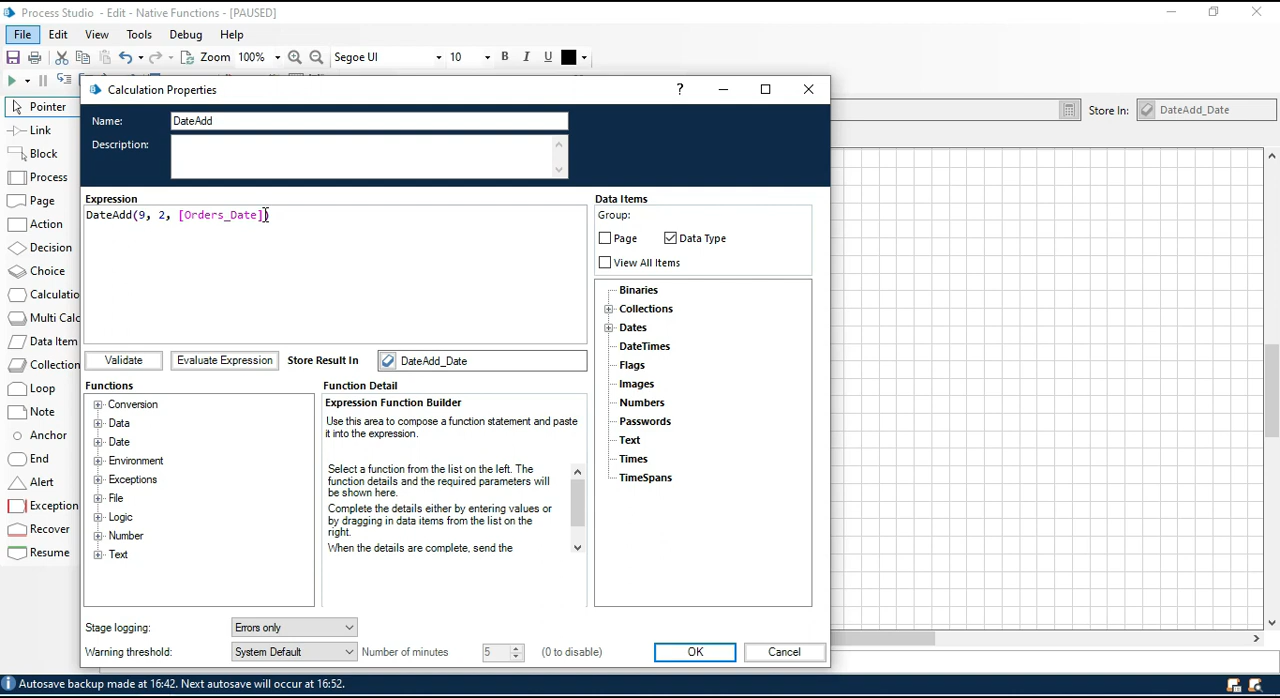 Process Studio - Edit - Native Functions - [PAUSED]
File Edit View Tools Debug Help
Zoom 100% Segoe UI 10 B I U
Calculation Properties ?
Pointer
Link
Block
Process
Page
Action
Decision
Choice
Calculatio
Multi Calc
Data Item
Collection
Loop
Note
Anchor
End
Alert
Exception
Recover
Resume
Store In: DateAdd_Date
Name: DateAdd
Description:
Expression
DateAdd(9, 2, [Orders_Date])
Data Items
Group:
Page Data Type
View All Items
Binaries
Collections
Dates
DateTimes
Flags
Images
Numbers
Passwords
Text
Times
TimeSpans
Validate Evaluate Expression Store Result In DateAdd_Date
Functions
Conversion
Data
Date
Environment
Exceptions
File
Logic
Number
Text
Function Detail
Expression Function Builder
Use this area to compose a function statement and paste
it into the expression.
Select a function from the list on the left. The
function details and the required parameters will
be shown here.
Complete the details either by entering values or
by dragging in data items from the list on the
right.
When the details are complete, send the
Stage logging: Errors only
Warning threshold: System Default Number of minutes 5 (0 to disable)
OK Cancel
Autosave backup made at 16:42. Next autosave will occur at 16:52.